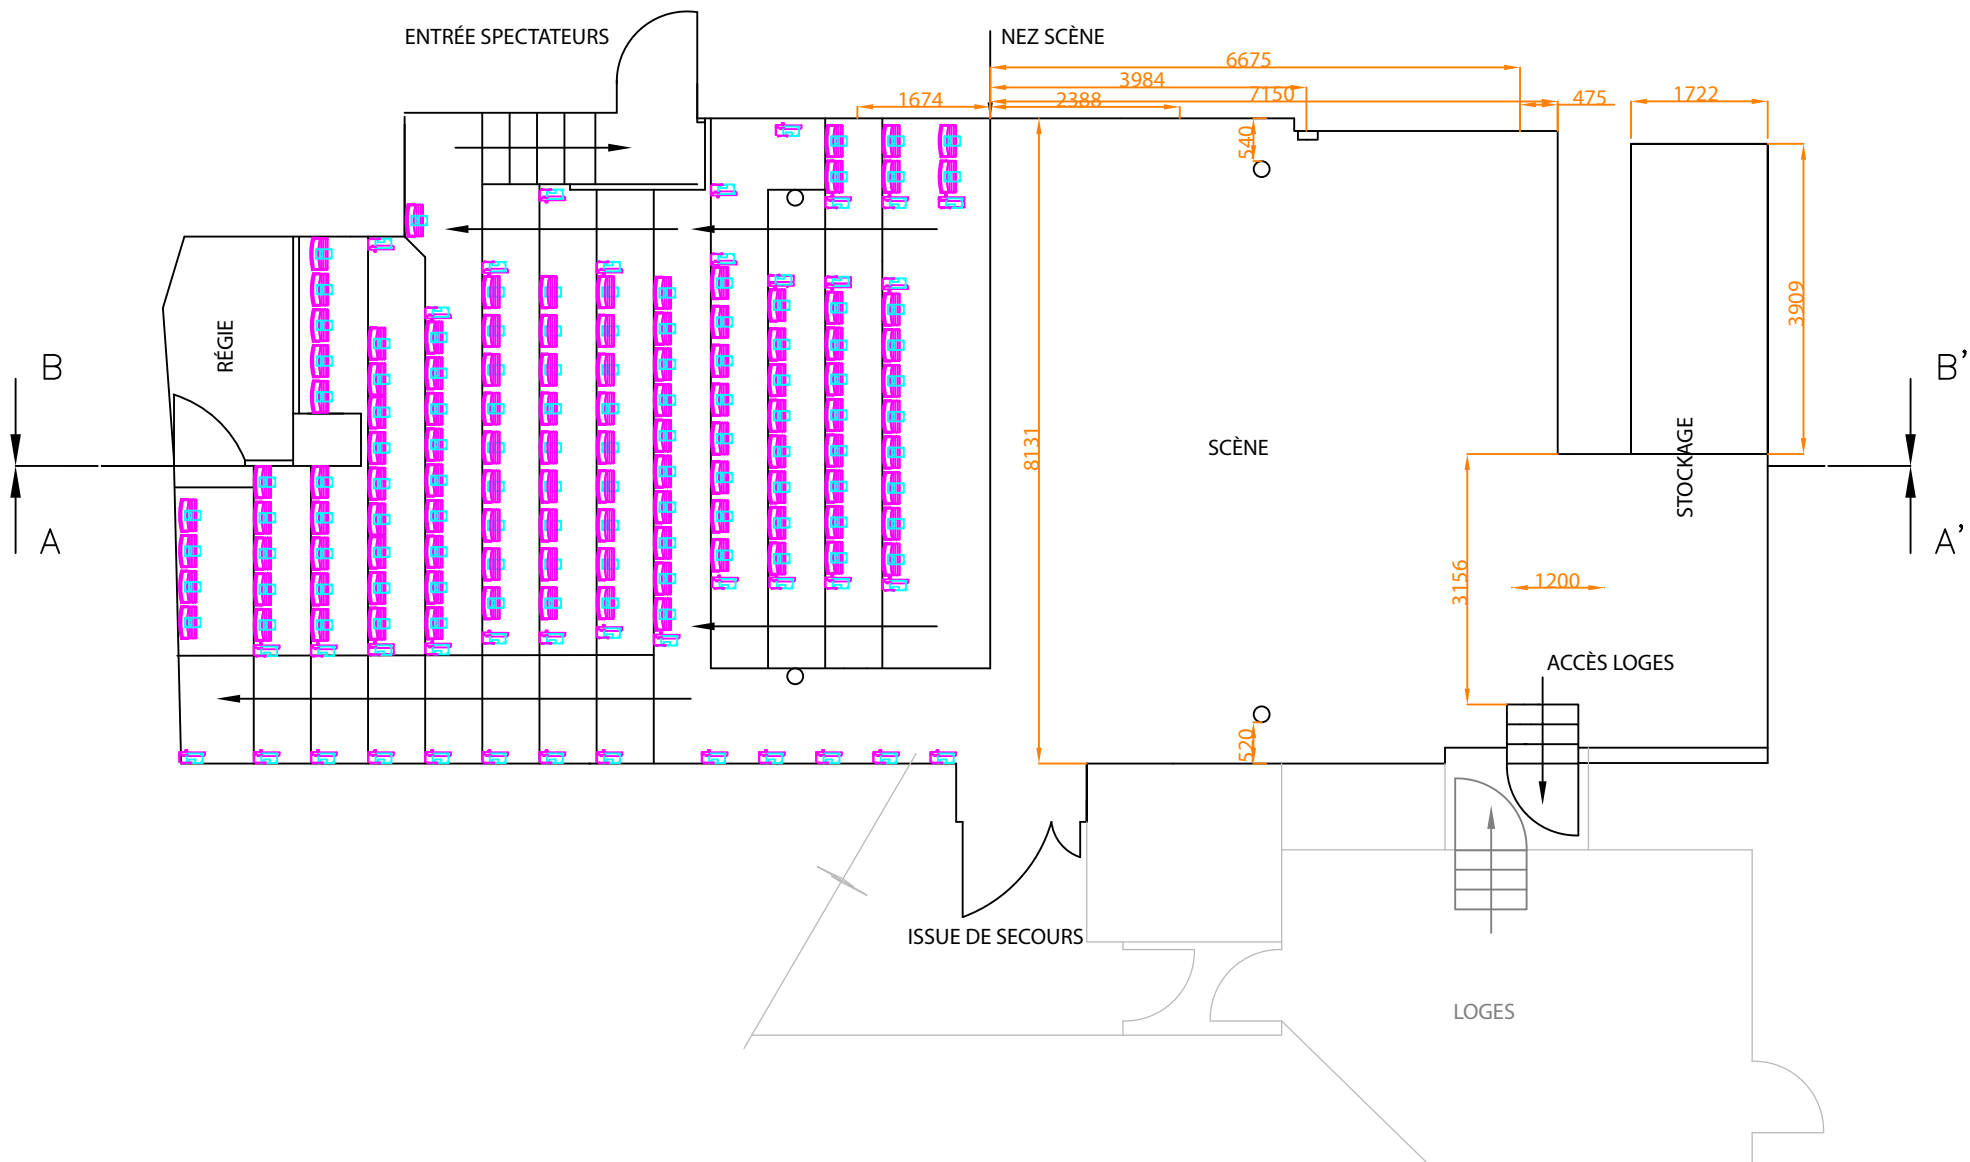 ENTRÉE SPECTATEURS
NEZ SCÈNE
6675
3984
7150
1674
2388
475
1722
540
3909
RÉGIE
B
B'
8131
SCÈNE
STOCKAGE
A
A'
3156
1200
ACCÈS LOGES
520
ISSUE DE SECOURS
LOGES